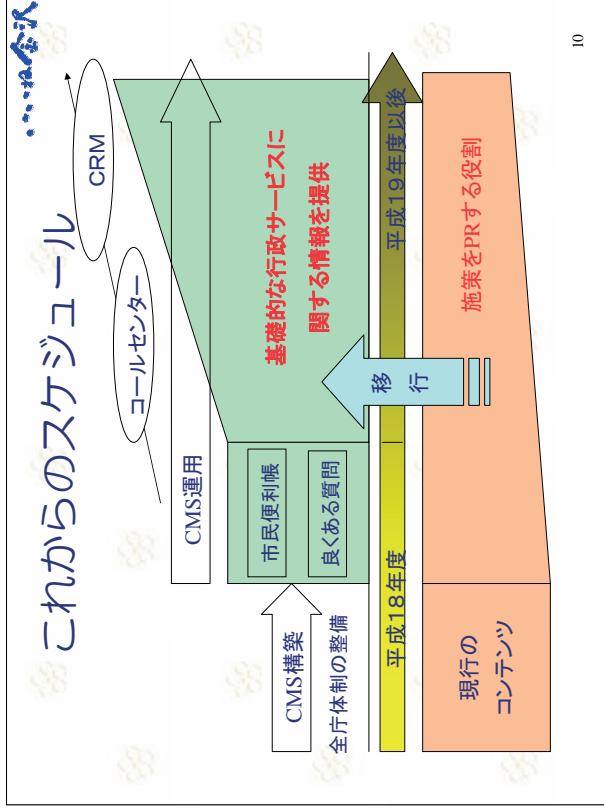 いいね金沢
これからのスケジュール
CRM
コールセンター
CMS運用
CMS構築
全庁体制の整備
市民便利帳
良くある質問
基礎的な行政サービスに
関する情報を提供
移行
平成18年度
平成19年度以後
現行の
コンテンツ
施策をPRする役割
10